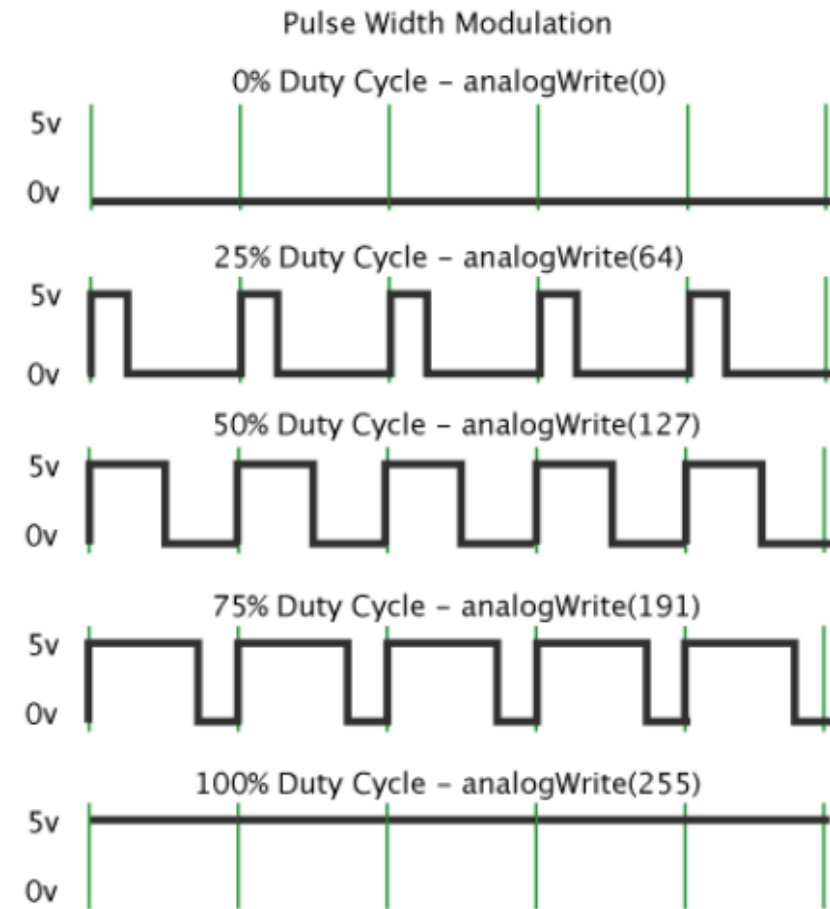 Pulse Width Modulation
0% Duty Cycle – analogWrite(0)
5v
0v
25% Duty Cycle – analogWrite(64)
5v
0v
50% Duty Cycle – analogWrite(127)
5v
0v
75% Duty Cycle – analogWrite(191)
5v
0v
100% Duty Cycle – analogWrite(255)
5v
0v